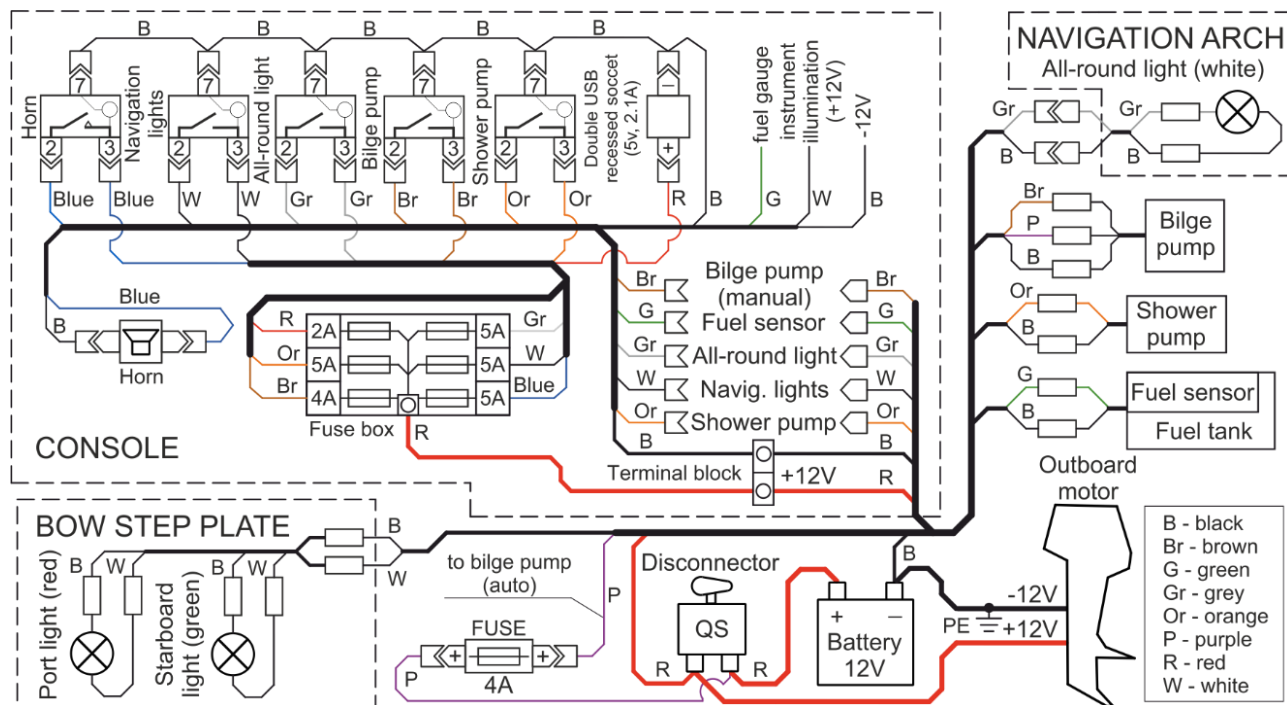 B B B B B
7 7 7 7 7 –
Horn
Navigation
lights
All-round light
Bilge pump
Shower pump
Double USB
recessed soccet
(5v, 2.1A)
2 3 2 3 2 3 2 3 2 3 +
Blue Blue W W Gr Gr Br Br Or Or R B
fuel gauge
instrument
illumination
(+12V)
-12V
G W B
Blue
B
Horn
R 2A 5A Gr
Or 5A 5A W
Br 4A 5A Blue
Fuse box
R
CONSOLE
Br Bilge pump Br
(manual)
G Fuel sensor G
Gr All-round light Gr
W Navig. lights W
Or Shower pump Or
B B
Terminal block +12V R
NAVIGATION ARCH
All-round light (white)
Gr Gr
B B
Br
P
B
Bilge
pump
Or
B
Shower
pump
G
B
Fuel sensor
Fuel tank
Outboard
motor
BOW STEP PLATE
Port light (red)
B W
Starboard
light (green)
B W
B
W
to bilge pump
(auto)
P
FUSE
+ +
4A
P
Disconnector
QS
R R
B
+ –
Battery
12V
PE
-12V
+12V
B - black
Br - brown
G - green
Gr - grey
Or - orange
P - purple
R - red
W - white